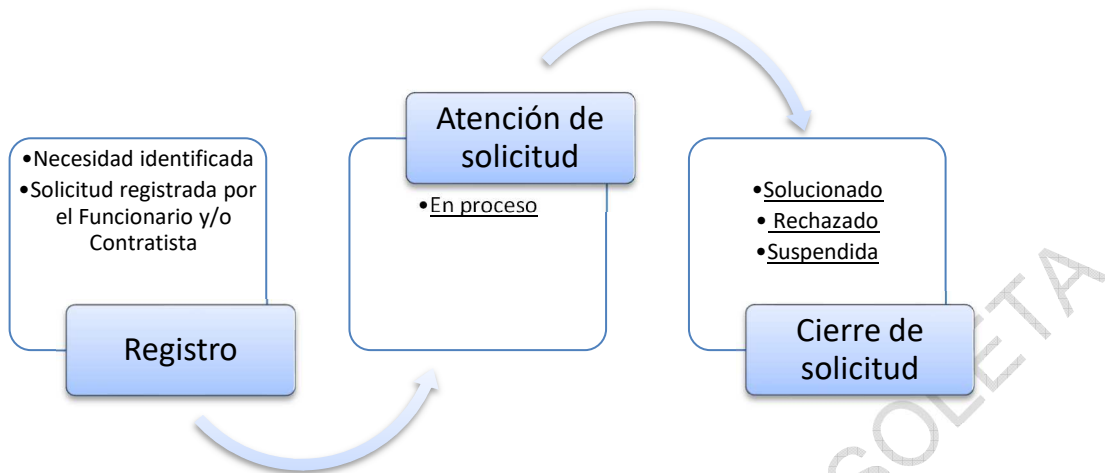 •Necesidad identificada
•Solicitud registrada por
el Funcionario y/o
Contratista
Registro
Atención de
solicitud
•En proceso
•Solucionado
• Rechazado
•Suspendida
Cierre de
solicitud
SOLETA